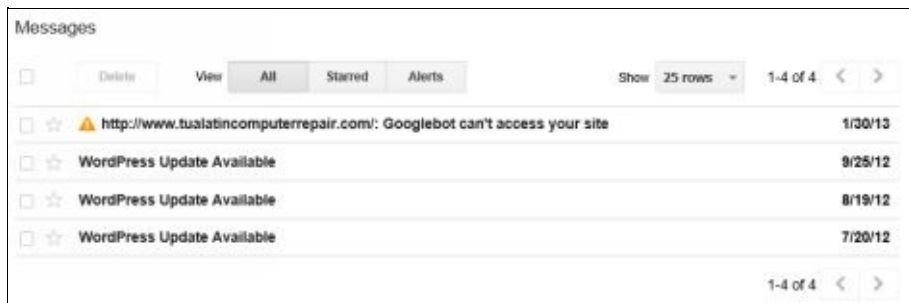 Messages
Delete View All Starred Alerts Show 25 rows 1-4 of 4
http://www.tualatincomputerrepair.com/: Googlebot can't access your site 1/30/13
WordPress Update Available 9/25/12
WordPress Update Available 8/19/12
WordPress Update Available 7/20/12
1-4 of 4